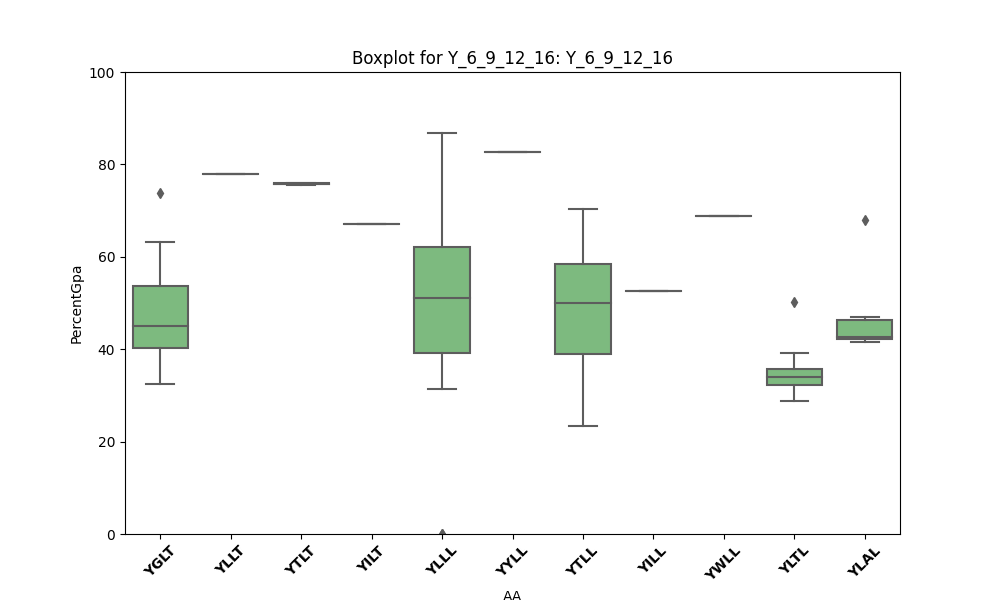 Boxplot for Y_6_9_12_16: Y_6_9_12_16
100
80
60
40
20
0
PercentGpa
YGLT YLLT YTLT YILT YLLL YYLL YTLL YILL YWLL YLTL YLAL
AA